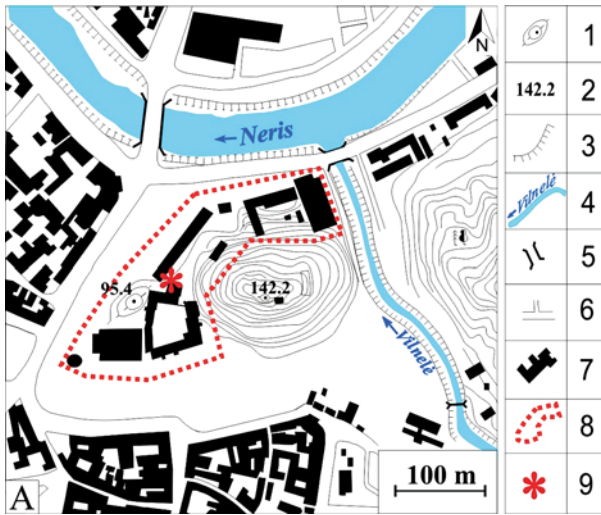 N
← Neris
95.4
142.2
← Vilnelė
A
100 m
1
142.2 2
3
← Vilnelė 4
5
6
7
8
9